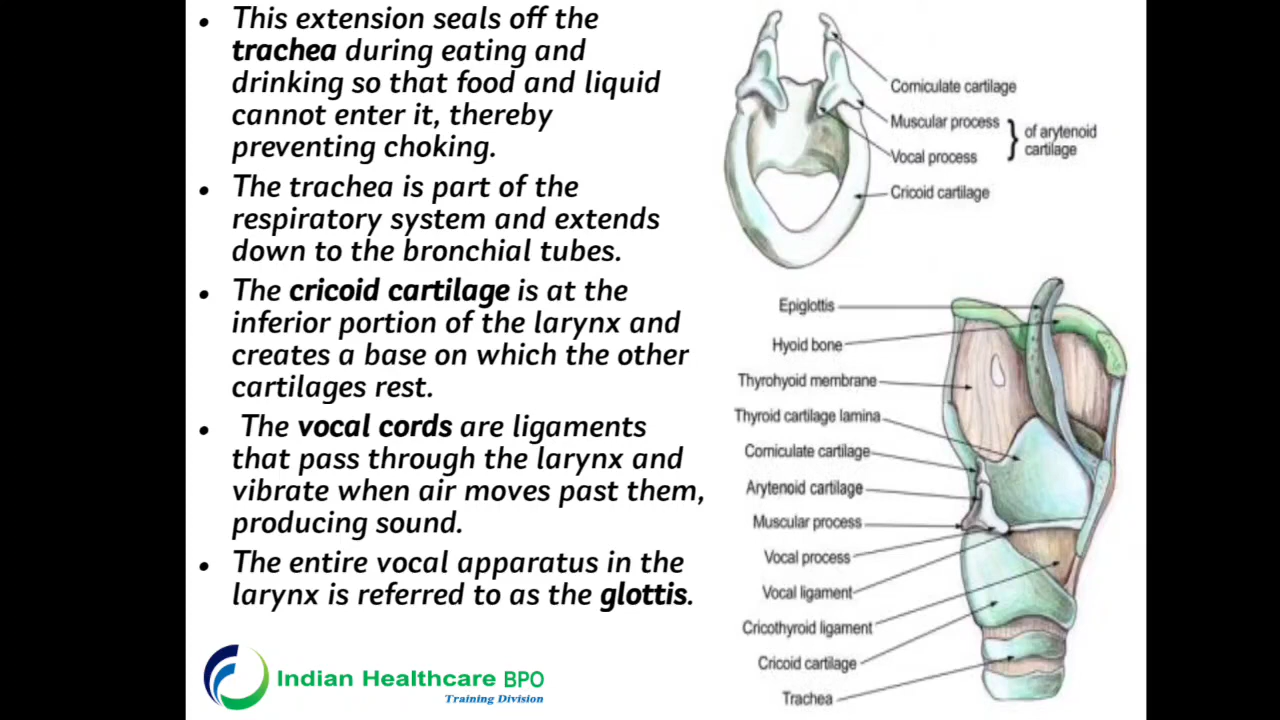 • This extension seals off the
trachea during eating and
drinking so that food and liquid
cannot enter it, thereby
preventing choking.
• The trachea is part of the
respiratory system and extends
down to the bronchial tubes.
• The cricoid cartilage is at the
inferior portion of the larynx and
creates a base on which the other
cartilages rest.
• The vocal cords are ligaments
that pass through the larynx and
vibrate when air moves past them,
producing sound.
• The entire vocal apparatus in the
larynx is referred to as the glottis.
Indian Healthcare BPO
Training Division
Corniculate cartilage
Muscular process
Vocal process
of arytenoid
cartilage
Cricoid cartilage
Epiglottis
Hyoid bone
Thyrohyoid membrane
Thyroid cartilage lamina
Corniculate cartilage
Arytenoid cartilage
Muscular process
Vocal process
Vocal ligament
Cricothyroid ligament
Cricoid cartilage
Trachea